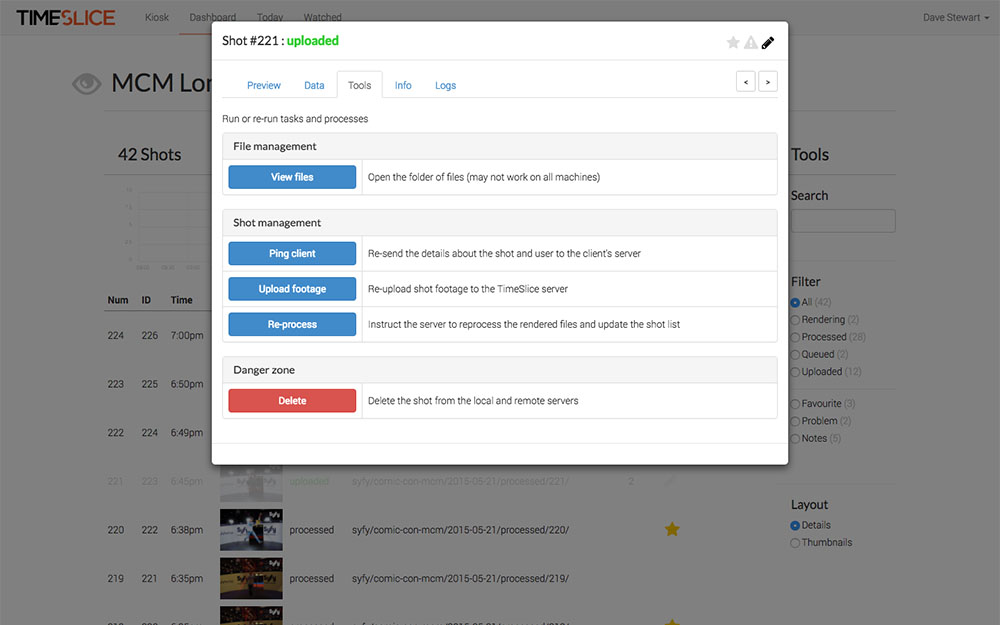 TIMESLICE Kiosk Dashboard Today Watched Dave Stewart
Shot #221 : uploaded
MCM Lon
Preview Data Tools Info Logs < >
Run or re-run tasks and processes
File management
View files Open the folder of files (may not work on all machines)
Shot management
Ping client Re-send the details about the shot and user to the client's server
Upload footage Re-upload shot footage to the TimeSlice server
Re-process Instruct the server to reprocess the rendered files and update the shot list
Danger zone
Delete Delete the shot from the local and remote servers
42 Shots
Num ID Time
224 226 7:00pm
223 225 6:50pm
222 224 6:49pm
221 223 6:45pm uploaded syfy/comic-con-mcm/2015-05-21/processed/221/ 2
220 222 6:38pm processed syfy/comic-con-mcm/2015-05-21/processed/220/
219 221 6:35pm processed syfy/comic-con-mcm/2015-05-21/processed/219/
Tools
Search
Filter
All (42)
Rendering (2)
Processed (28)
Queued (2)
Uploaded (12)
Favourite (3)
Problem (2)
Notes (5)
Layout
Details
Thumbnails